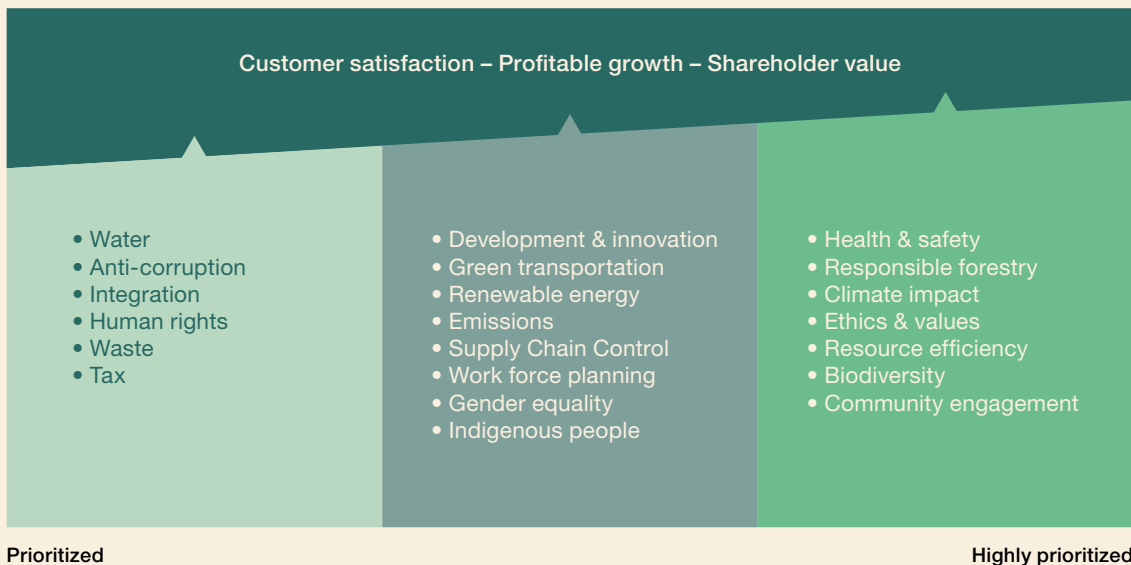 Customer satisfaction – Profitable growth – Shareholder value
• Water
• Anti-corruption
• Integration
• Human rights
• Waste
• Tax
• Development & innovation
• Green transportation
• Renewable energy
• Emissions
• Supply Chain Control
• Work force planning
• Gender equality
• Indigenous people
• Health & safety
• Responsible forestry
• Climate impact
• Ethics & values
• Resource efficiency
• Biodiversity
• Community engagement
Prioritized
Highly prioritized